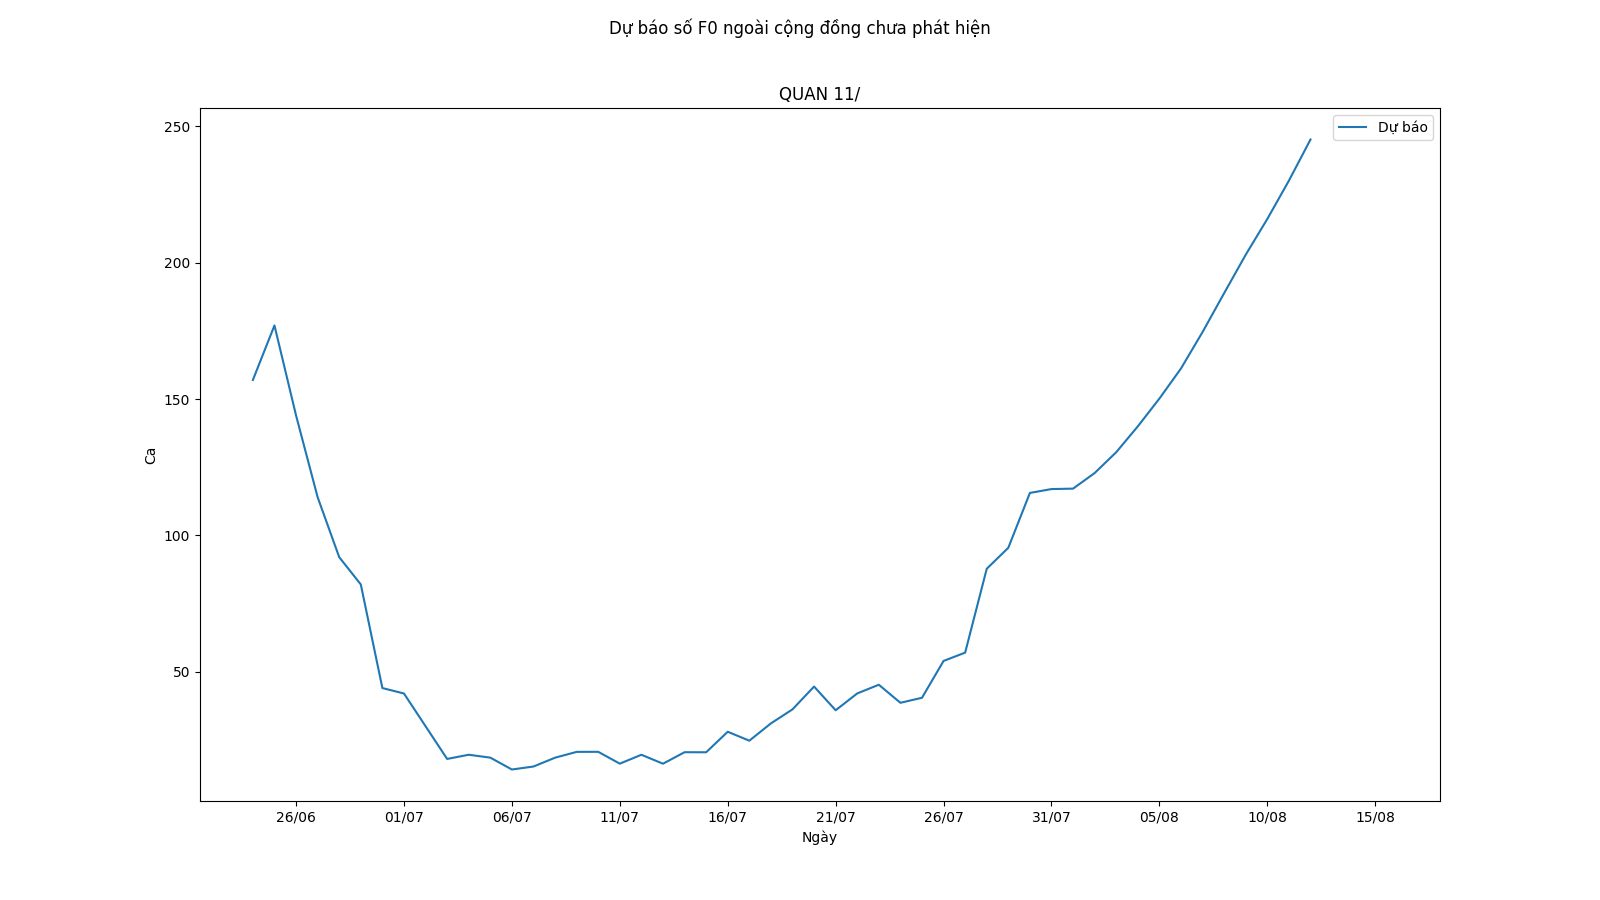 Dự báo số F0 ngoài cộng đồng chưa phát hiện
QUAN 11/
Dự báo
250
200
150
100
50
Ca
26/06 01/07 06/07 11/07 16/07 21/07 26/07 31/07 05/08 10/08 15/08
Ngày